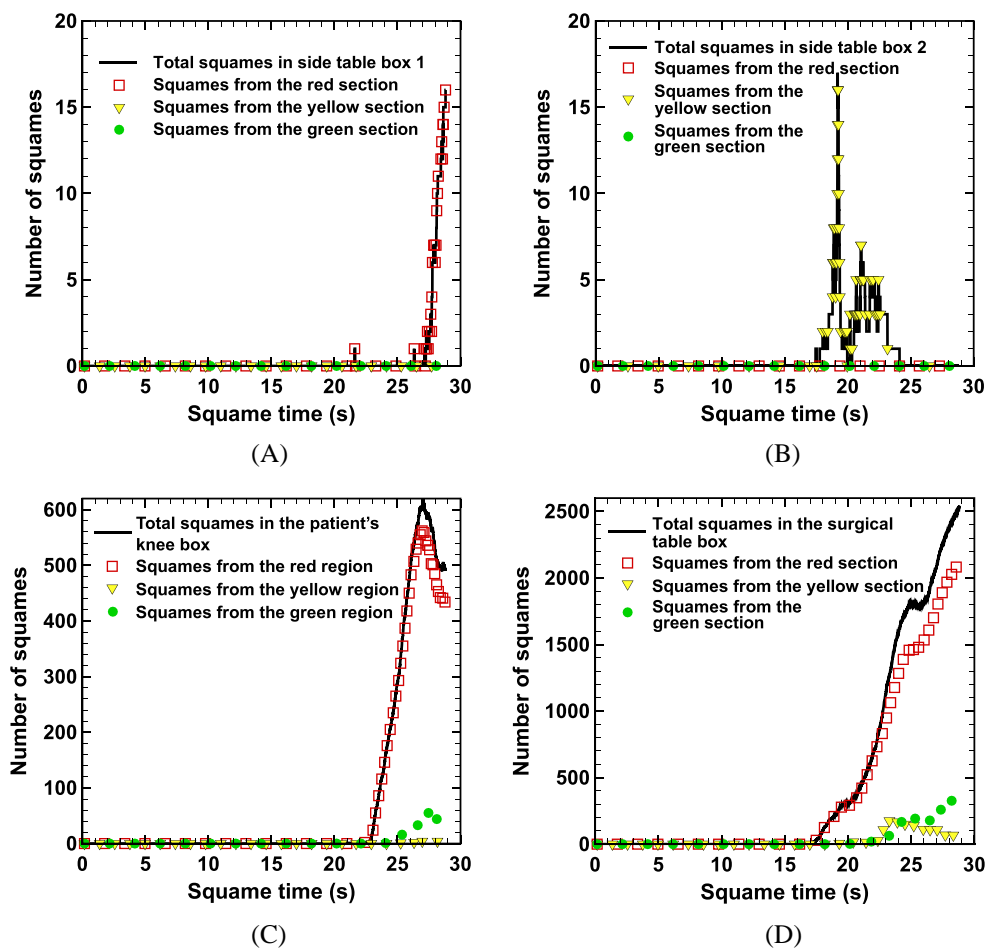 20
15
10
5
0
Number of squames
Total squames in side table box 1
Squames from the red section
Squames from the yellow section
Squames from the green section
0 5 10 15 20 25 30
Squame time (s)
(A)
20
15
10
5
0
Number of squames
Total squames in side table box 2
Squames from the red section
Squames from the
yellow section
Squames from the
green section
0 5 10 15 20 25 30
Squame time (s)
(B)
600
500
400
300
200
100
0
Number of squames
Total squames in the patient's
knee box
Squames from the red region
Squames from the yellow region
Squames from the green region
0 5 10 15 20 25 30
Squame time (s)
(C)
2500
2000
1500
1000
500
0
Number of squames
Total squames in the surgical
table box
Squames from the red section
Squames from the yellow section
Squames from the
green section
0 5 10 15 20 25 30
Squame time (s)
(D)